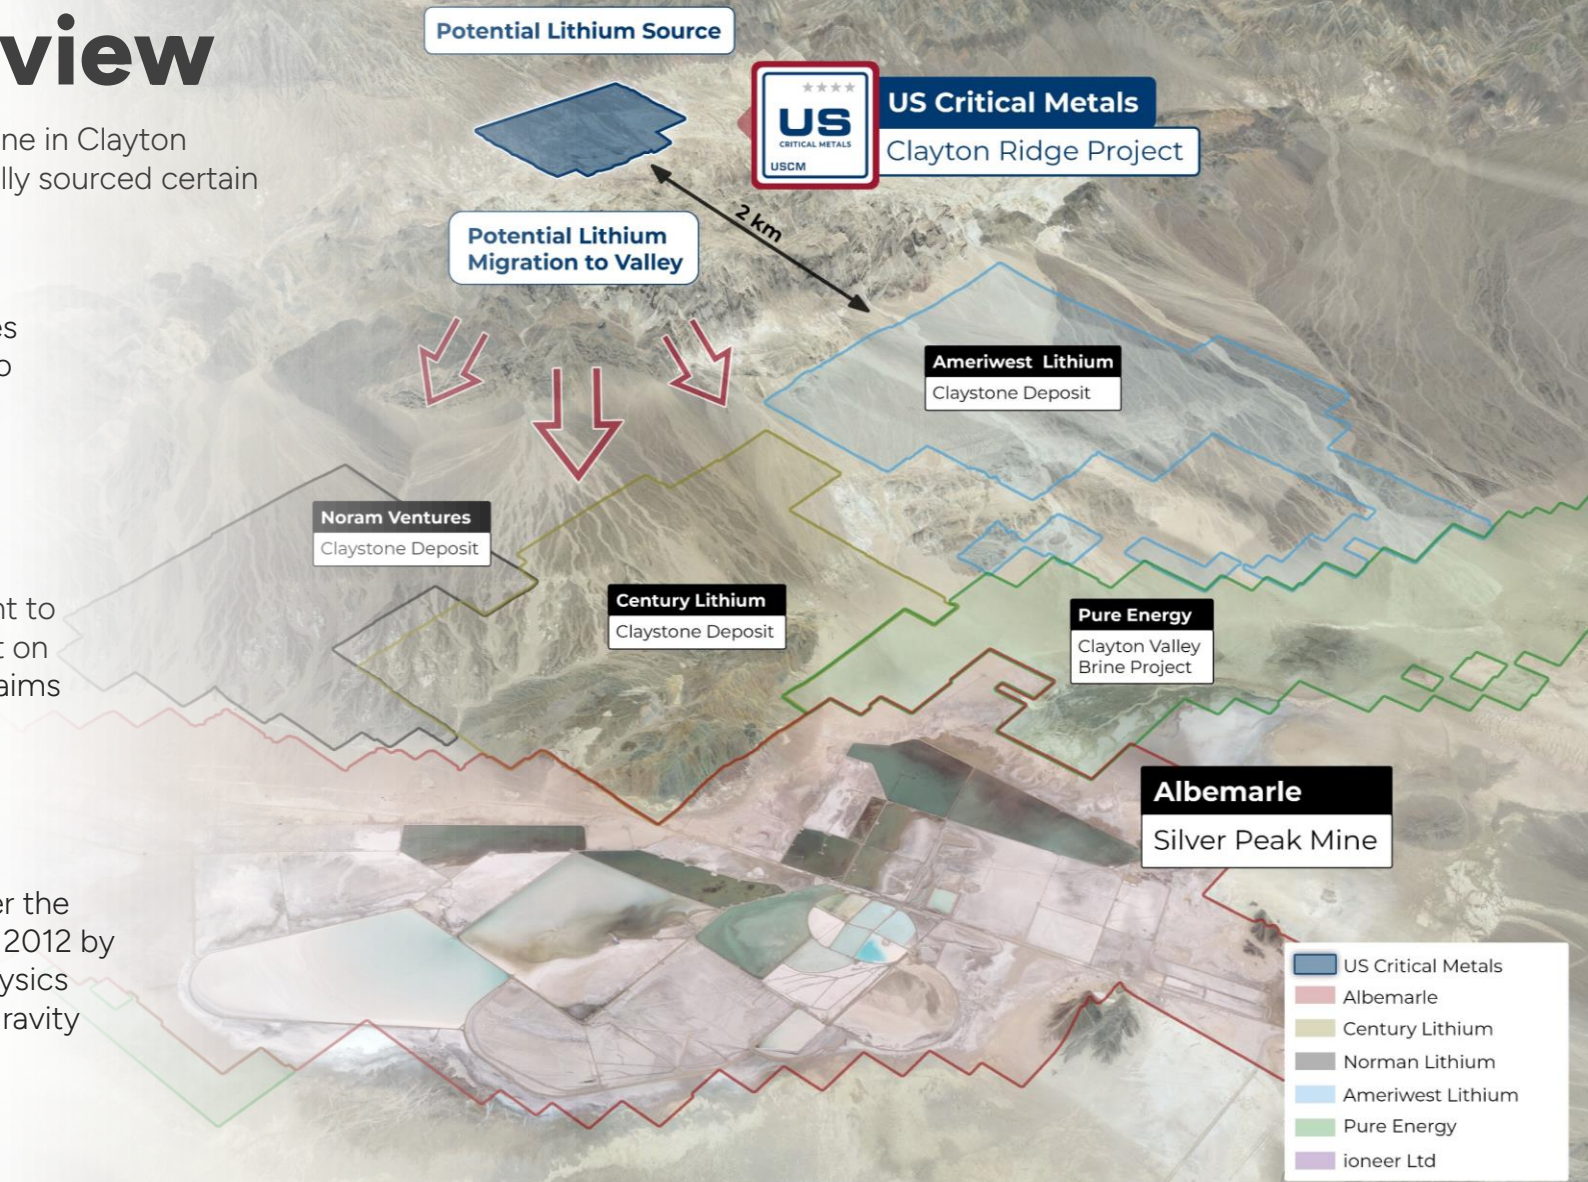 view
ne in Clayton
lly sourced certain
es
o
nt to
t on
aims
er the
2012 by
ysics
ravity
Potential Lithium Source
US
CRITICAL METALS
USCM
US Critical Metals
Clayton Ridge Project
2 km
Potential Lithium
Migration to Valley
Ameriwest Lithium
Claystone Deposit
Noram Ventures
Claystone Deposit
Century Lithium
Claystone Deposit
Pure Energy
Clayton Valley
Brine Project
Albemarle
Silver Peak Mine
US Critical Metals
Albemarle
Century Lithium
Norman Lithium
Ameriwest Lithium
Pure Energy
ioneer Ltd